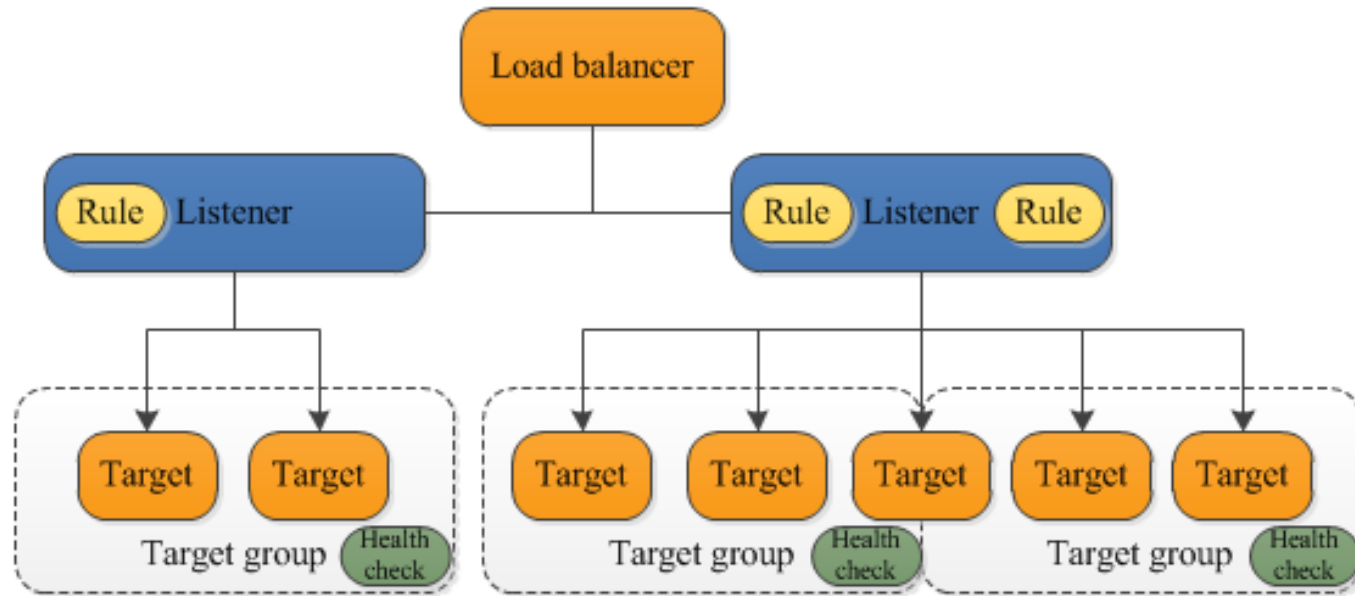 Load balancer
Rule Listener
Rule Listener Rule
Target Target
Target Target Target Target Target
Target group Health check
Target group Health check
Target group Health check